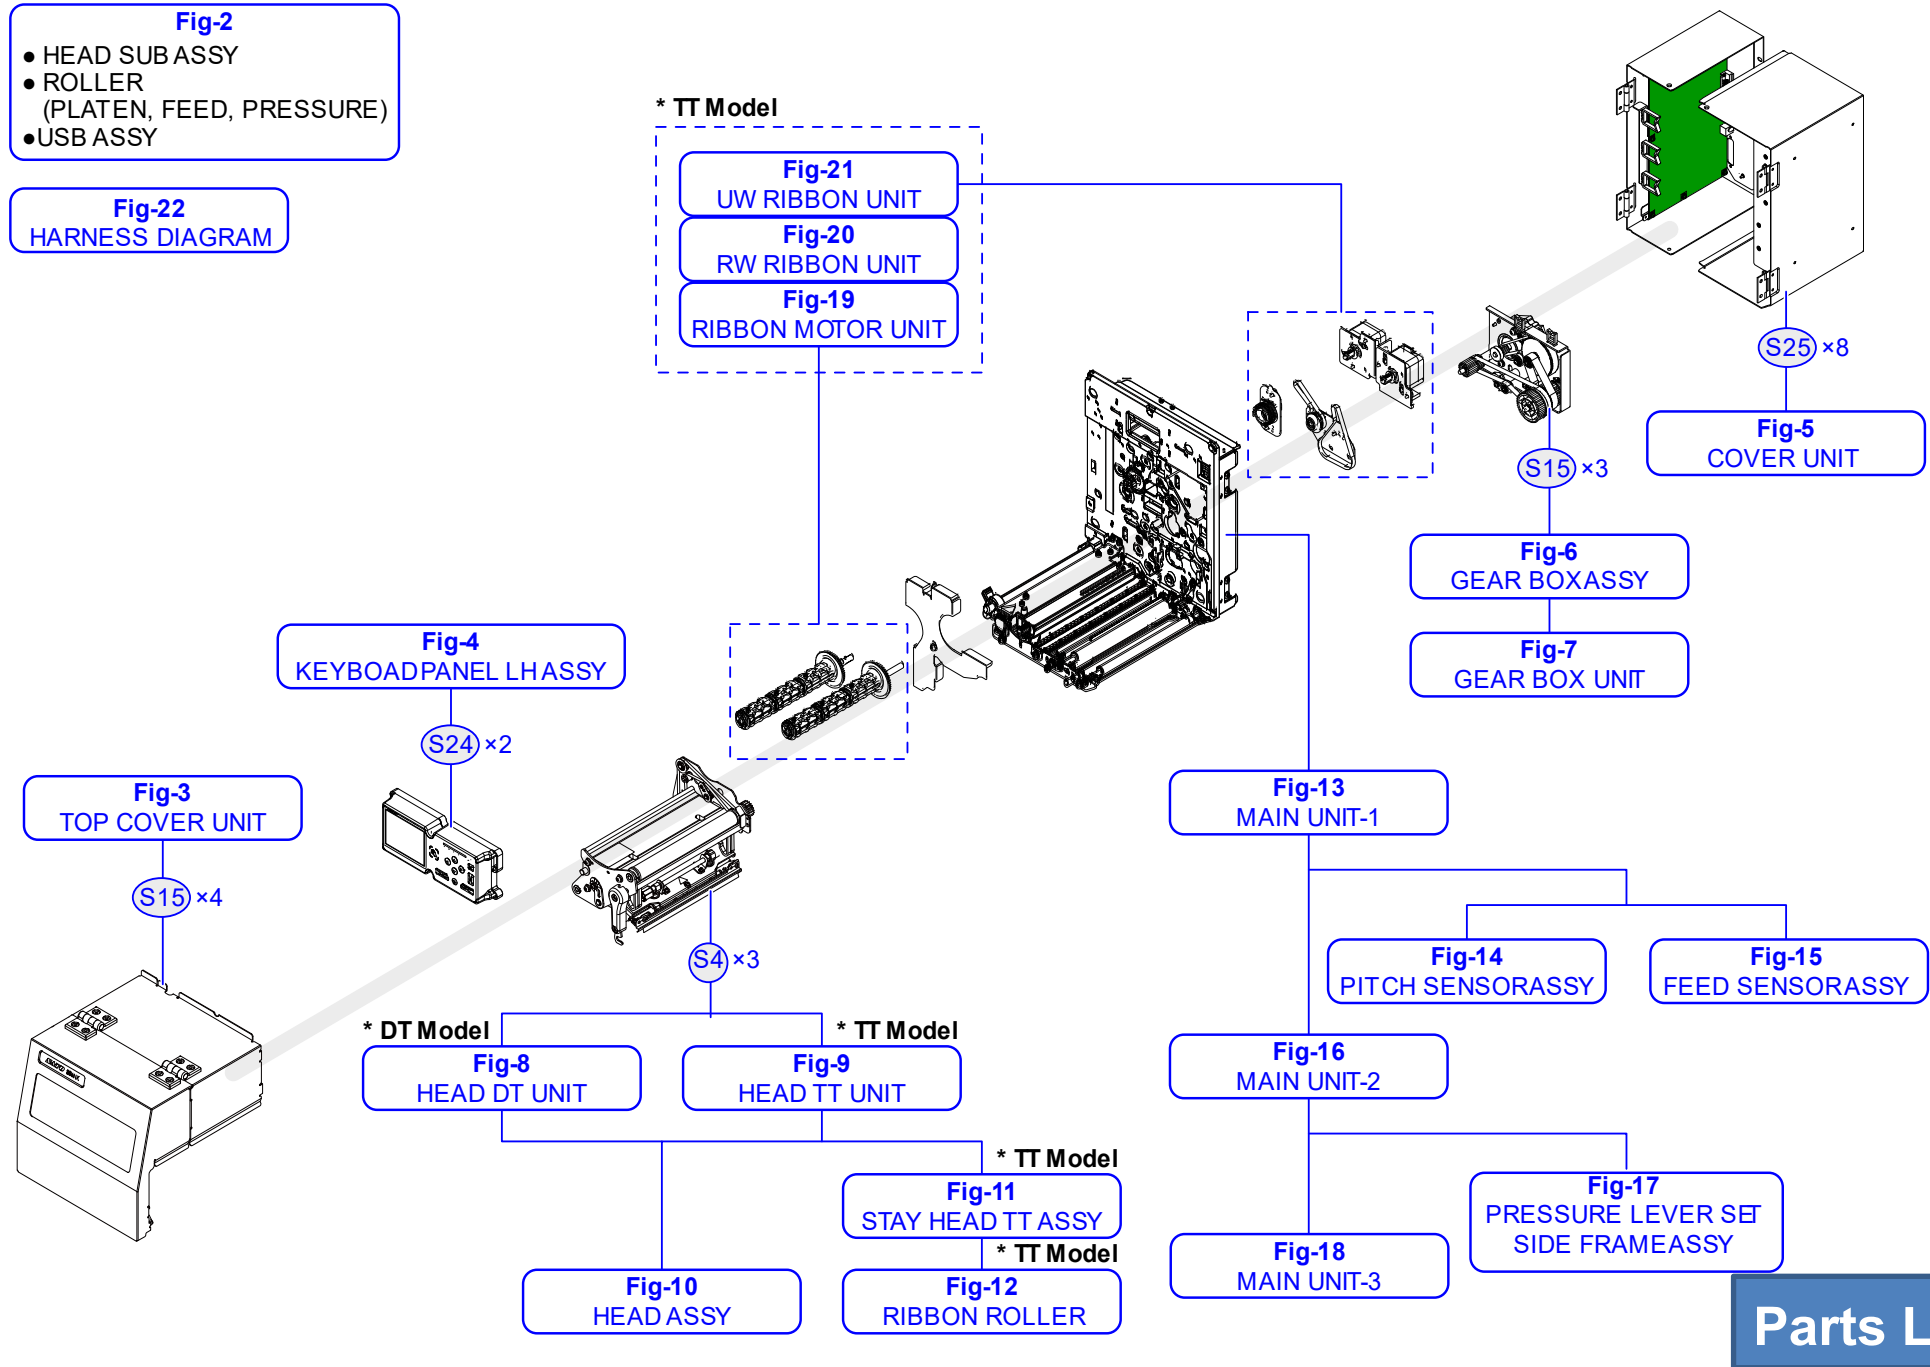 Fig-2
● HEAD SUB ASSY
● ROLLER
(PLATEN, FEED, PRESSURE)
●USB ASSY
Fig-22
HARNESS DIAGRAM
* TT Model
Fig-21
UW RIBBON UNIT
Fig-20
RW RIBBON UNIT
Fig-19
RIBBON MOTOR UNIT
S25 ×8
Fig-5
COVER UNIT
S15 ×3
Fig-6
GEAR BOX ASSY
Fig-7
GEAR BOX UNIT
Fig-4
KEYBOAD PANEL LH ASSY
S24 ×2
Fig-3
TOP COVER UNIT
S15 ×4
S4 ×3
* DT Model
Fig-8
HEAD DT UNIT
* TT Model
Fig-9
HEAD TT UNIT
* TT Model
Fig-11
STAY HEAD TT ASSY
* TT Model
Fig-12
RIBBON ROLLER
Fig-10
HEAD ASSY
Fig-13
MAIN UNIT-1
Fig-14
PITCH SENSOR ASSY
Fig-15
FEED SENSOR ASSY
Fig-16
MAIN UNIT-2
Fig-17
PRESSURE LEVER SET
SIDE FRAME ASSY
Fig-18
MAIN UNIT-3
Parts L